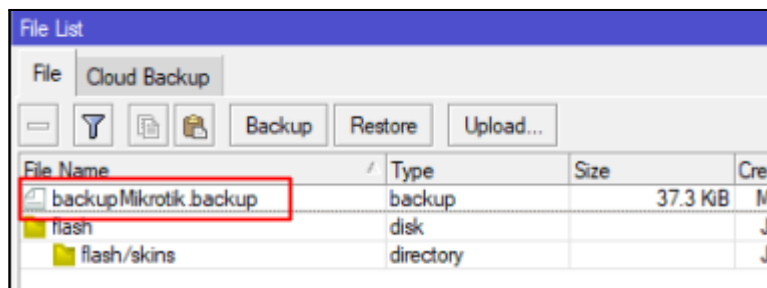 File List
File Cloud Backup
Backup Restore Upload...
File Name Type Size Cre
backupMikrotik.backup backup 37.3 KiB M
flash disk J
flash/skins directory J